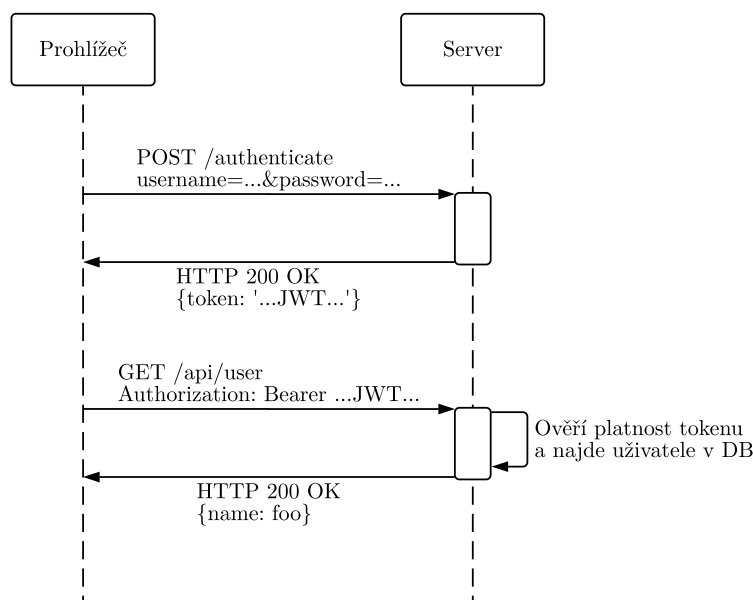 Prohlížeč
Server
POST /authenticate
username=...&password=...
HTTP 200 OK
{token: '...JWT...'}
GET /api/user
Authorization: Bearer ...JWT...
Ověří platnost tokenu
a najde uživatele v DB
HTTP 200 OK
{name: foo}